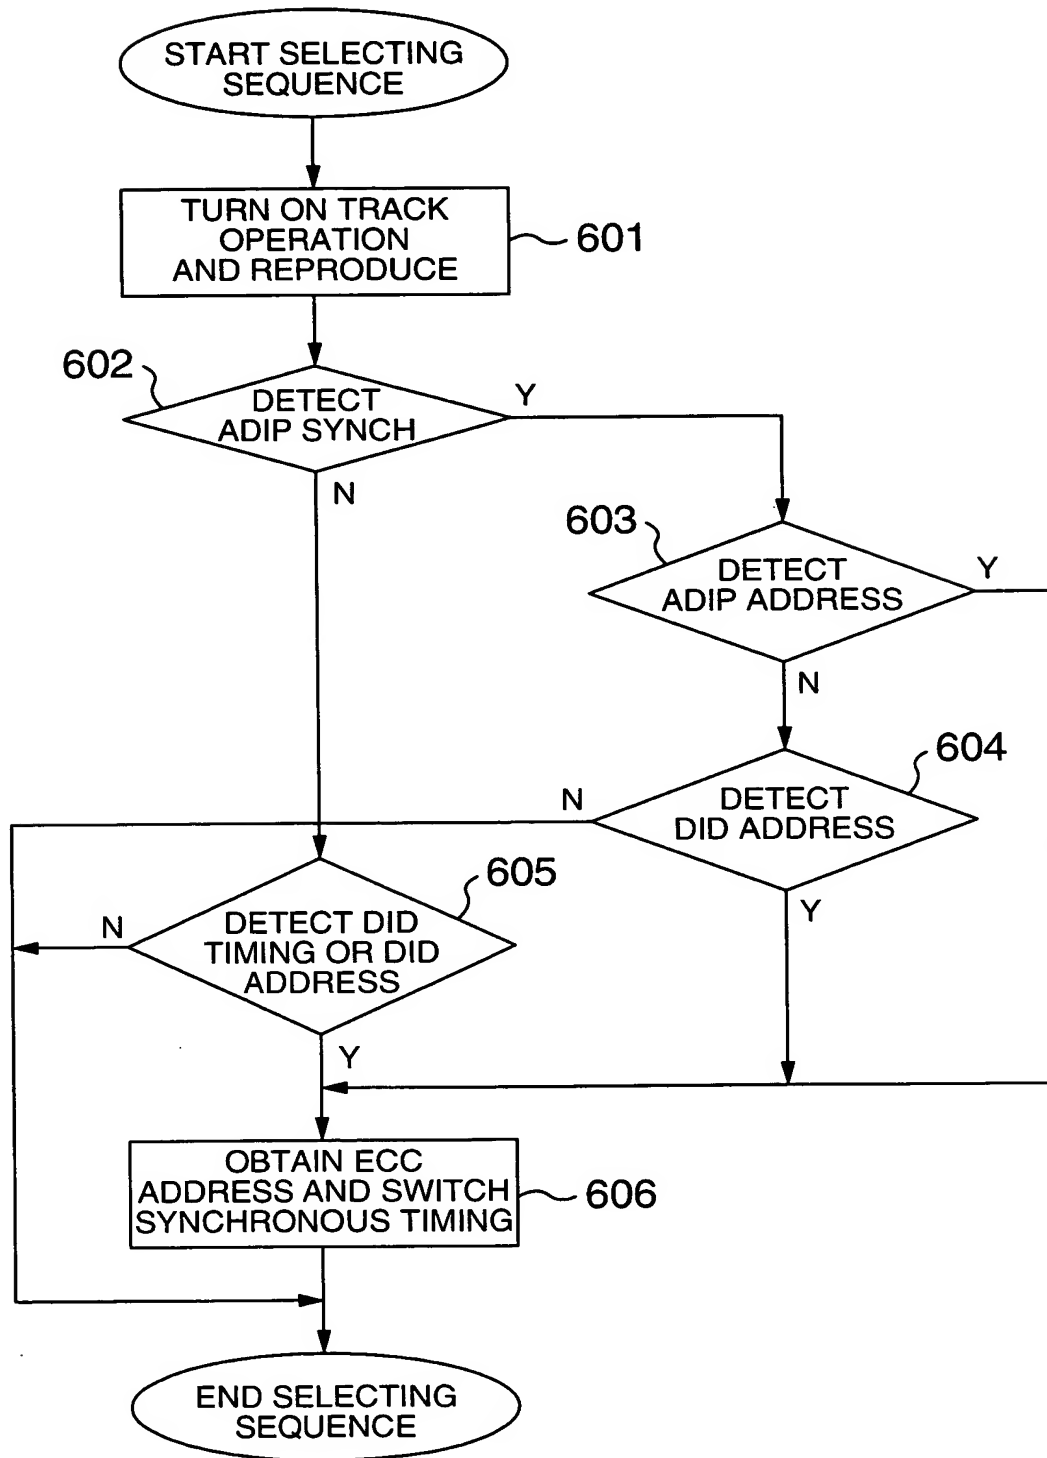 START SELECTING
SEQUENCE
TURN ON TRACK
OPERATION
AND REPRODUCE
601
602
DETECT
ADIP SYNCH
Y
N
603
DETECT
ADIP ADDRESS
Y
N
604
DETECT
DID ADDRESS
N
Y
605
DETECT DID
TIMING OR DID
ADDRESS
N
Y
OBTAIN ECC
ADDRESS AND SWITCH
SYNCHRONOUS TIMING
606
END SELECTING
SEQUENCE